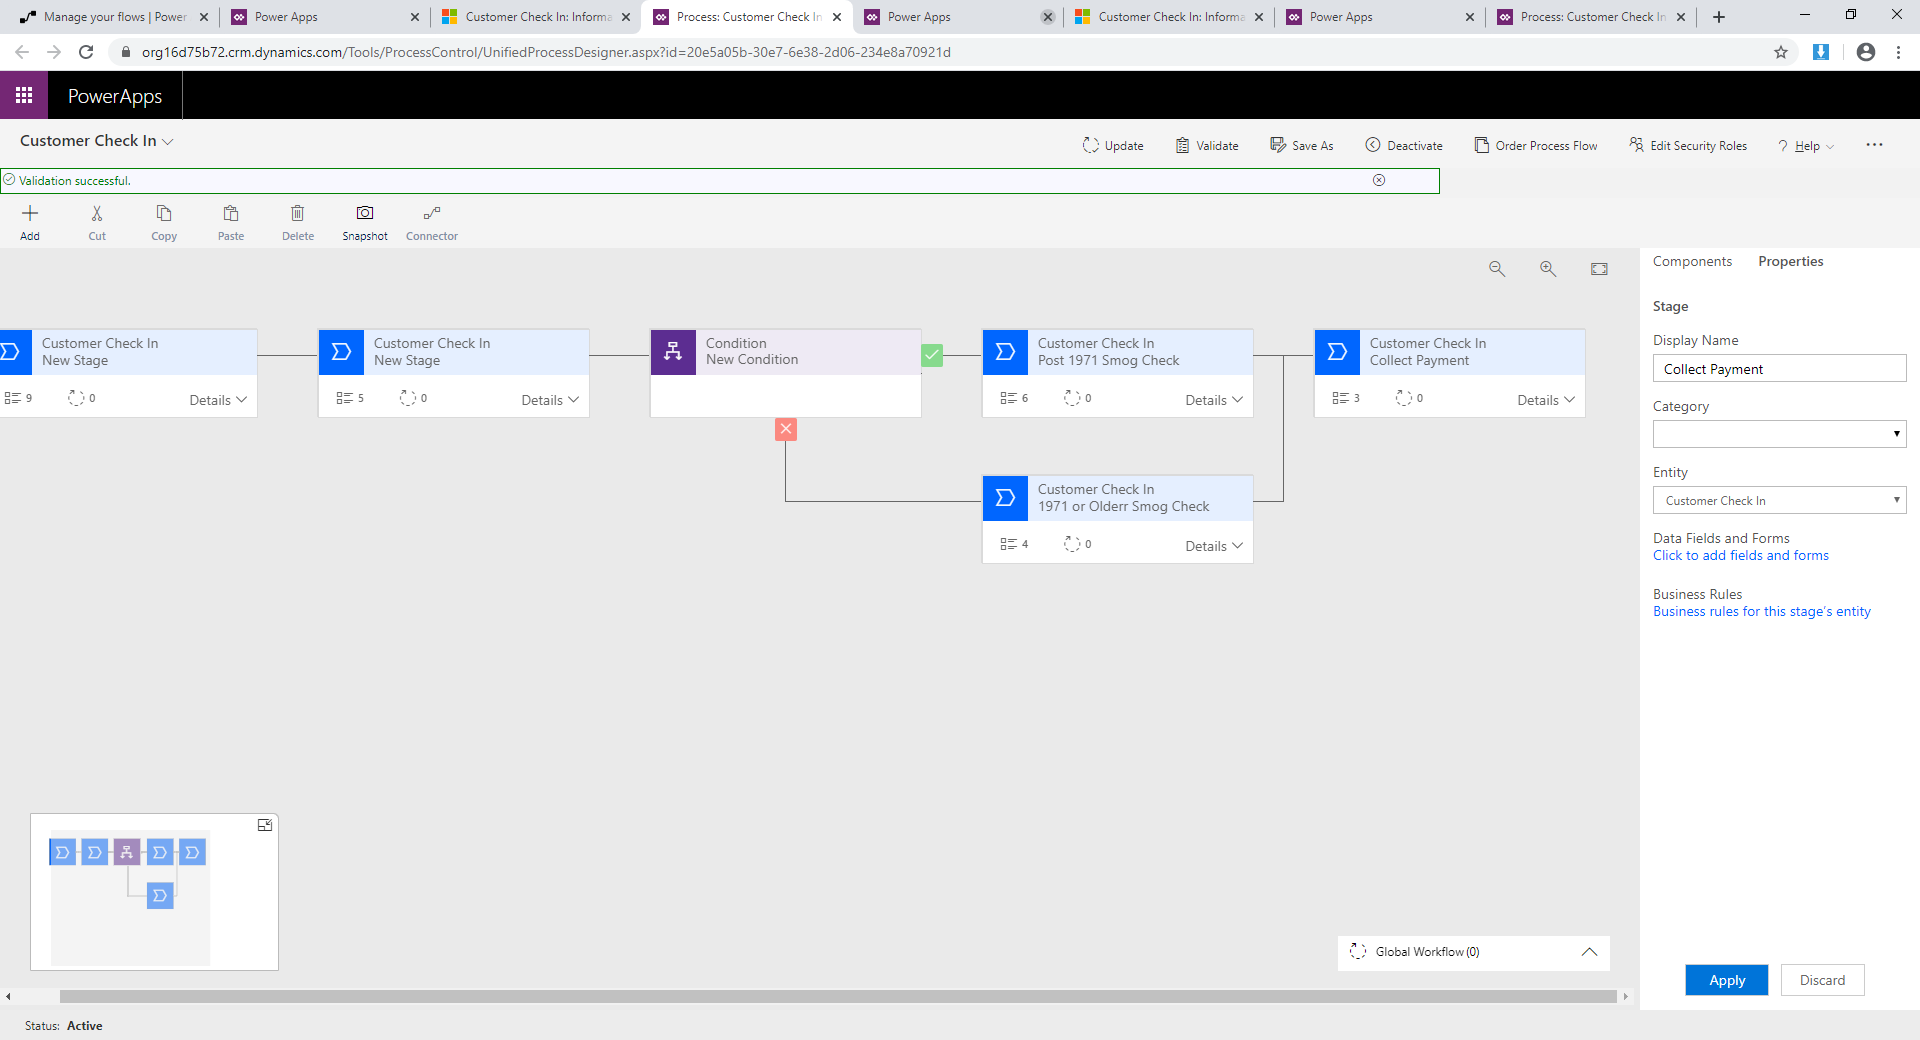 Manage your flows | Power
Power Apps
Customer Check In: Informa
Process: Customer Check In
Power Apps
Customer Check In: Informa
Power Apps
Process: Customer Check In
org16d75b72.crm.dynamics.com/Tools/ProcessControl/UnifiedProcessDesigner.aspx?id=20e5a05b-30e7-6e38-2d06-234e8a70921d
PowerApps
Customer Check In
Update
Validate
Save As
Deactivate
Order Process Flow
Edit Security Roles
? Help
...
Validation successful.
Add
Cut
Copy
Paste
Delete
Snapshot
Connector
Components
Properties
Customer Check In
New Stage
9
0
Details
Customer Check In
New Stage
5
0
Details
Condition
New Condition
Customer Check In
Post 1971 Smog Check
6
0
Details
Customer Check In
Collect Payment
3
0
Details
Customer Check In
1971 or Olderr Smog Check
4
0
Details
Stage
Display Name
Collect Payment
Category
Entity
Customer Check In
Data Fields and Forms
Click to add fields and forms
Business Rules
Business rules for this stage's entity
Global Workflow (0)
Apply
Discard
Status: Active